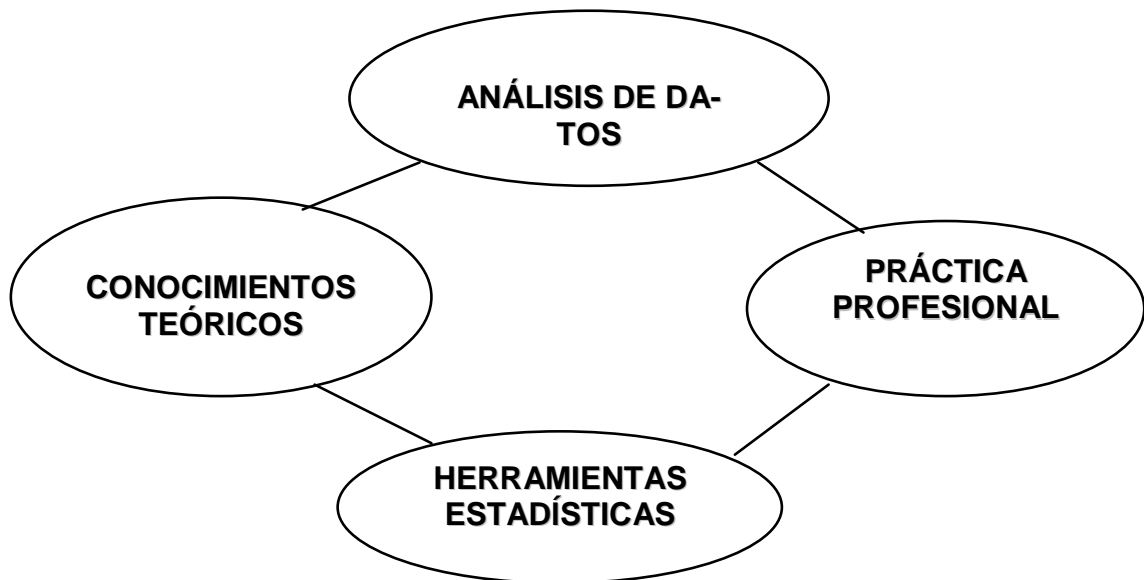 ANÁLISIS DE DA-
TOS
CONOCIMIENTOS
TEÓRICOS
PRÁCTICA
PROFESIONAL
HERRAMIENTAS
ESTADÍSTICAS